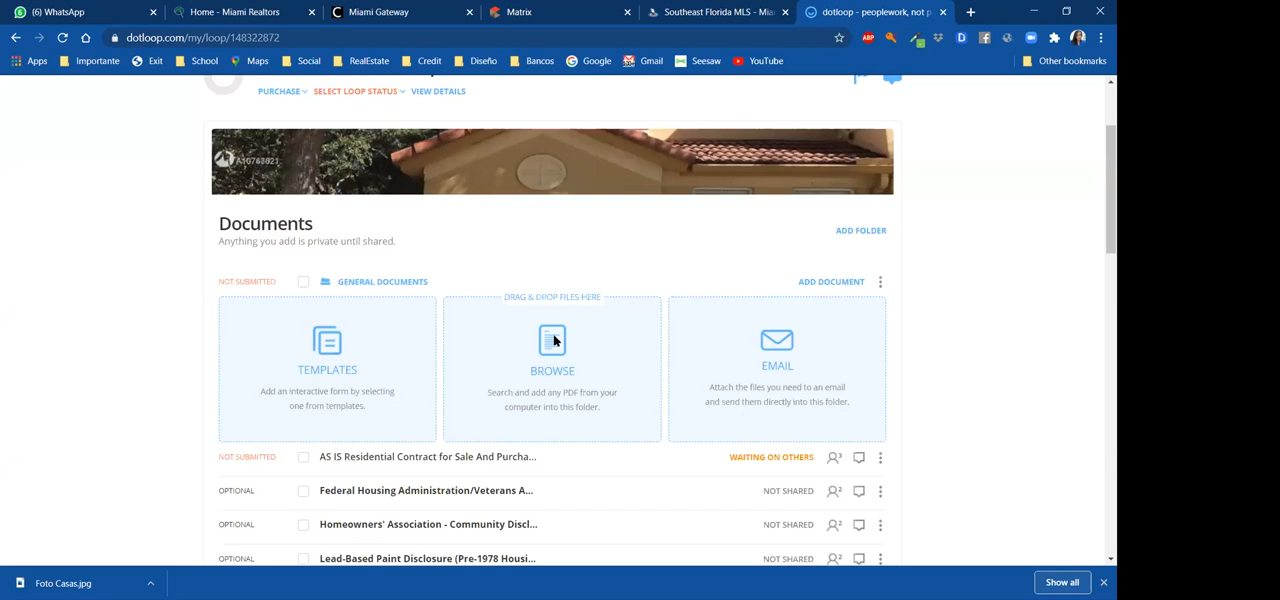 (6) WhatsApp
Home - Miami Realtors
Miami Gateway
Matrix
Southeast Florida MLS - Mia
dotloop - peoplework, not p
dotloop.com/my/loop/148322872
Apps Importante Exit School Maps Social RealEstate Credit Diseño Bancos Google Gmail Seesaw YouTube Other bookmarks
PURCHASE SELECT LOOP STATUS VIEW DETAILS
A10763021
Documents
Anything you add is private until shared.
ADD FOLDER
NOT SUBMITTED GENERAL DOCUMENTS ADD DOCUMENT
DRAG & DROP FILES HERE
TEMPLATES
Add an interactive form by selecting
one from templates.
BROWSE
Search and add any PDF from your
computer into this folder.
EMAIL
Attach the files you need to an email
and send them directly into this folder.
NOT SUBMITTED AS IS Residential Contract for Sale And Purcha... WAITING ON OTHERS 3
OPTIONAL Federal Housing Administration/Veterans A... NOT SHARED 2
OPTIONAL Homeowners' Association - Community Discl... NOT SHARED 2
OPTIONAL Lead-Based Paint Disclosure (Pre-1978 Housi... NOT SHARED 2
Foto Casas.jpg
Show all